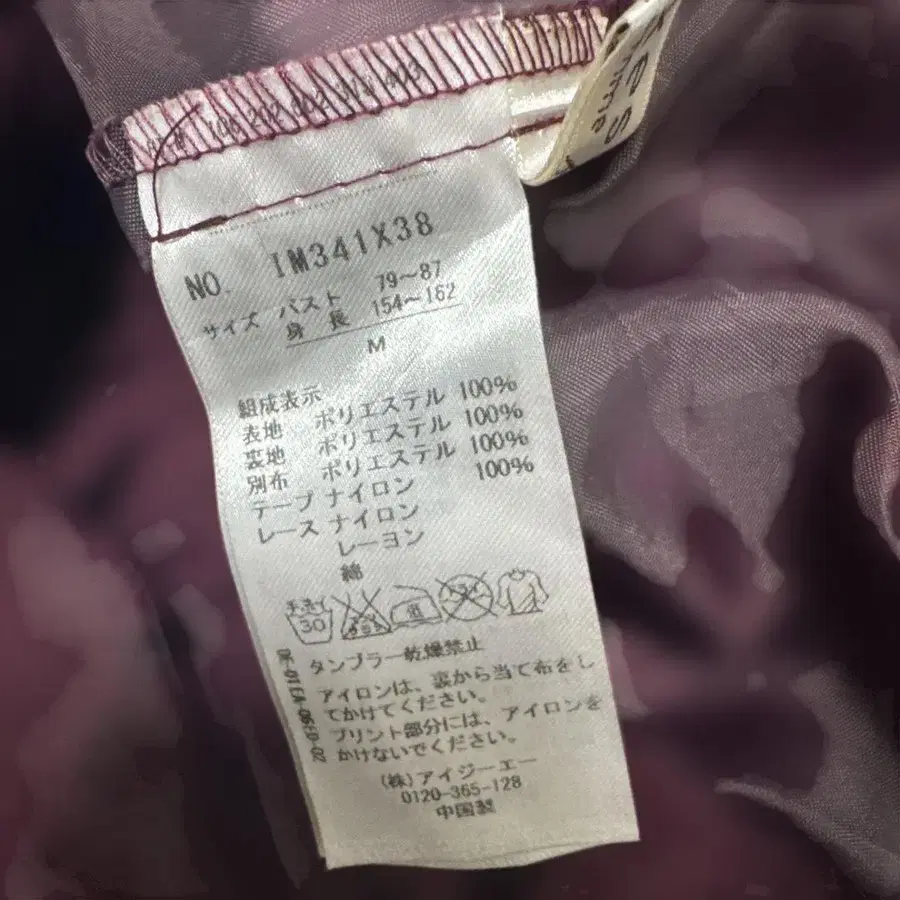 NO. IM341X38
サイズ バスト 79～87
身長 154～162
M
組成表示
表地 ポリエステル 100%
裏地 ポリエステル 100%
別布 ポリエステル 100%
テープ ナイロン 100%
レース ナイロン
レーヨン
綿
手洗イ
30
タンブラー乾燥禁止
アイロンは、裏から当て布をし
てかけてください。
プリント部分には、アイロンを
かけないでください。
(株)アイジーエー
0120-365-128
中国製